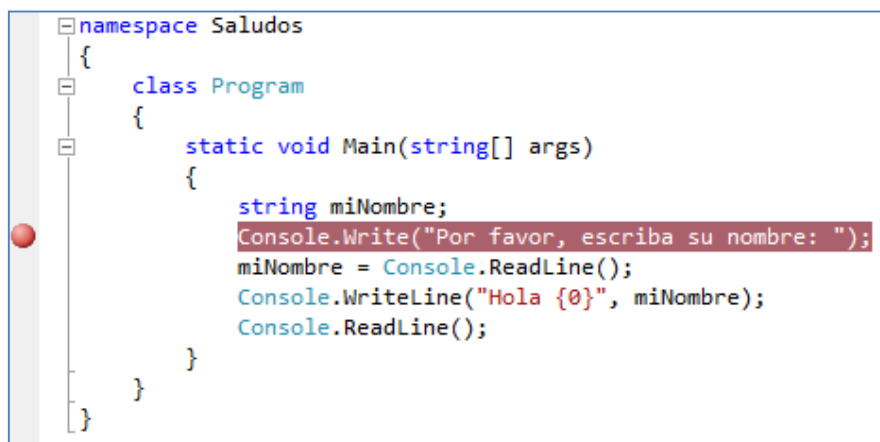 namespace Saludos
{
class Program
{
static void Main(string[] args)
{
string miNombre;
Console.Write("Por favor, escriba su nombre: ");
miNombre = Console.ReadLine();
Console.WriteLine("Hola {0}", miNombre);
Console.ReadLine();
}
}
}